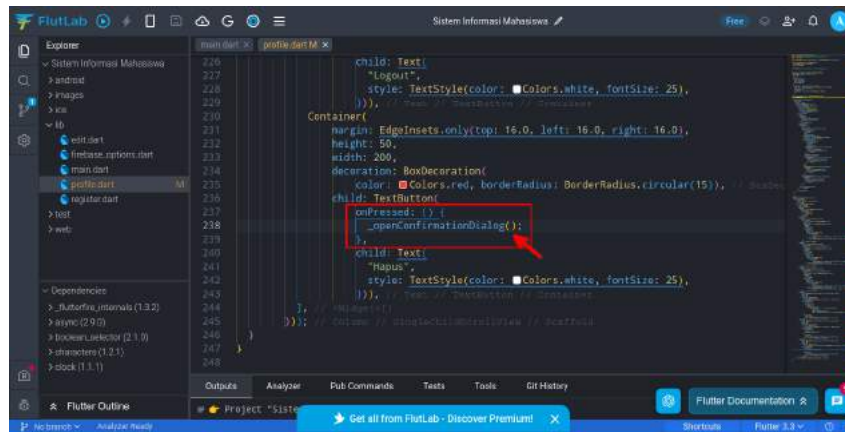 FlutLab
Sistem Informasi Mahasiswa
Free
Explorer
main.dart
profile.dart M
Sistem Informasi Mahasiswa
android
images
ios
lib
edit.dart
firebase_options.dart
main.dart
profile.dart M
register.dart
test
web
Dependencies
_flutterfire_internals (1.3.2)
async (2.9.0)
boolean_selector (2.1.0)
characters (1.2.1)
clock (1.1.1)
Flutter Outline
226 child: Text(
227 "Logout",
228 style: TextStyle(color: Colors.white, fontSize: 25),
229 ))), // Text // TextButton // Container
230 Container(
231 margin: EdgeInsets.only(top: 16.0, left: 16.0, right: 16.0),
232 height: 50,
233 width: 200,
234 decoration: BoxDecoration(
235 color: Colors.red, borderRadius: BorderRadius.circular(15)),
236 child: TextButton(
237 onPressed: () {
238 _openConfirmationDialog();
239 },
240 child: Text(
241 "Hapus",
242 style: TextStyle(color: Colors.white, fontSize: 25),
243 ))), // Text // TextButton // Container
244 ], // <Widget>[]
245 ))); // Column // SingleChildScrollView // Scaffold
246 }
247 }
248
Outputs Analyzer Pub Commands Tests Tools Git History
Project "Siste
Get all from FlutLab - Discover Premium! X
Flutter Documentation
No branch Analyzer Ready
Shortcuts Flutter 3.3